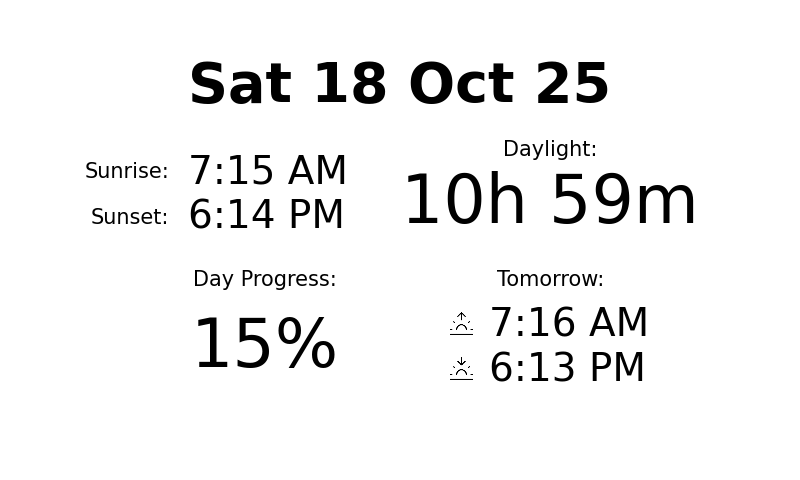 Sat 18 Oct 25
Sunrise: 7:15 AM
Sunset: 6:14 PM
Daylight:
10h 59m
Day Progress:
15%
Tomorrow:
7:16 AM
6:13 PM